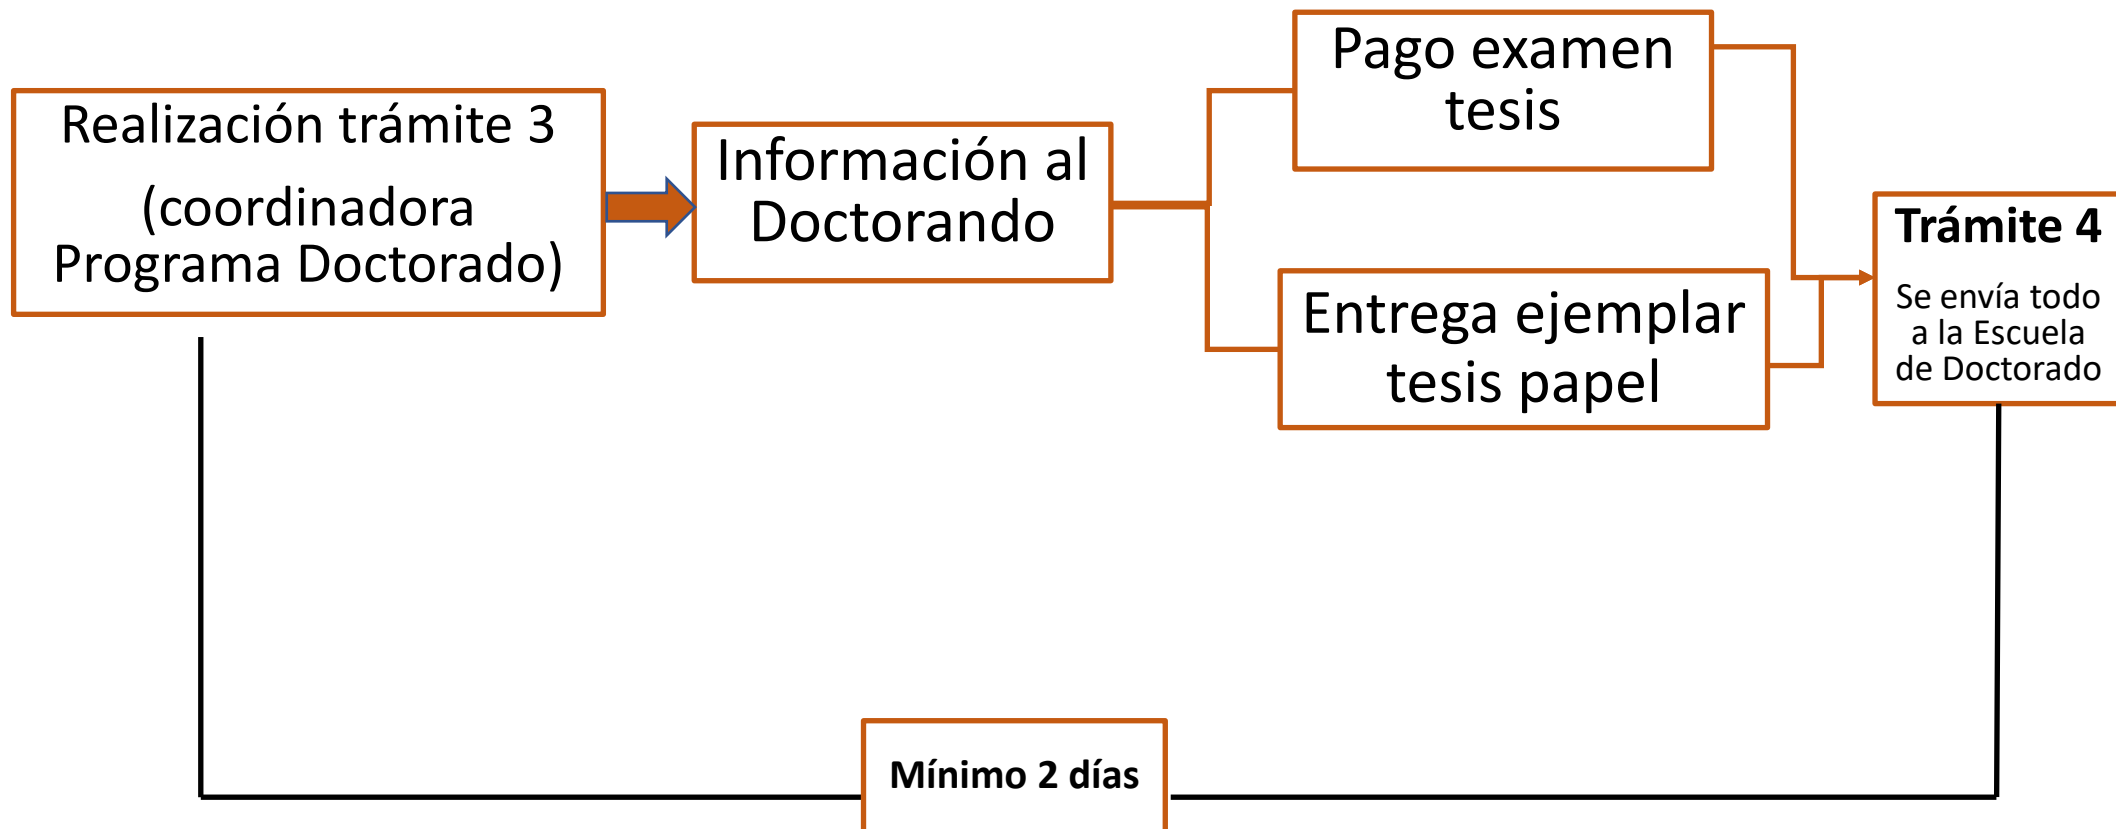 Realización trámite 3
(coordinadora
Programa Doctorado)
Información al
Doctorando
Pago examen
tesis
Entrega ejemplar
tesis papel
Trámite 4
Se envía todo
a la Escuela
de Doctorado
Mínimo 2 días